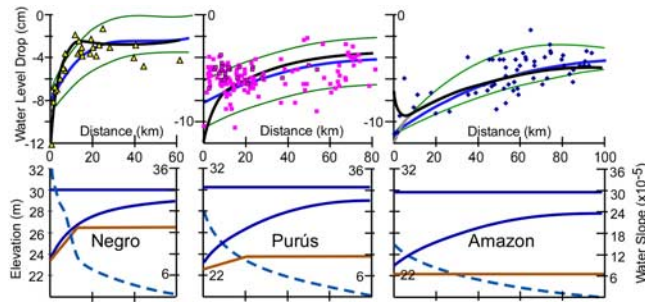 Water Level Drop (cm)
0
-4
-8
-12
Distance (km)
0 20 40 60
0
-10
Distance (km)
0 20 40 60 80
0
-10
Distance (km)
0 20 40 60 80 100
Elevation (m)
32
30
28
26
24
22
36
6
Negro
32
22
Purús
32
22
Amazon
36
30
24
18
12
6
Water Slope (x10⁻⁵)